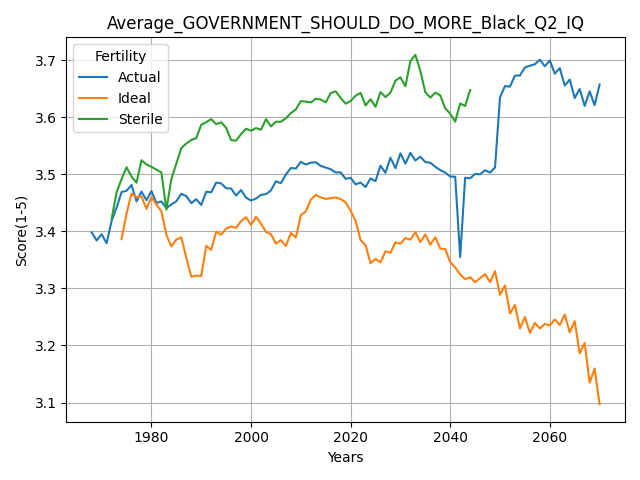 Average_GOVERNMENT_SHOULD_DO_MORE_Black_Q2_IQ
Fertility
Actual
Ideal
Sterile
Score(1-5)
3.7
3.6
3.5
3.4
3.3
3.2
3.1
1980 2000 2020 2040 2060
Years